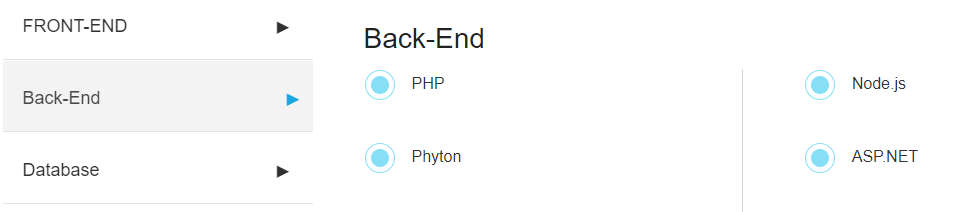 FRONT-END
Back-End
Database
Back-End
PHP
Node.js
Phyton
ASP.NET